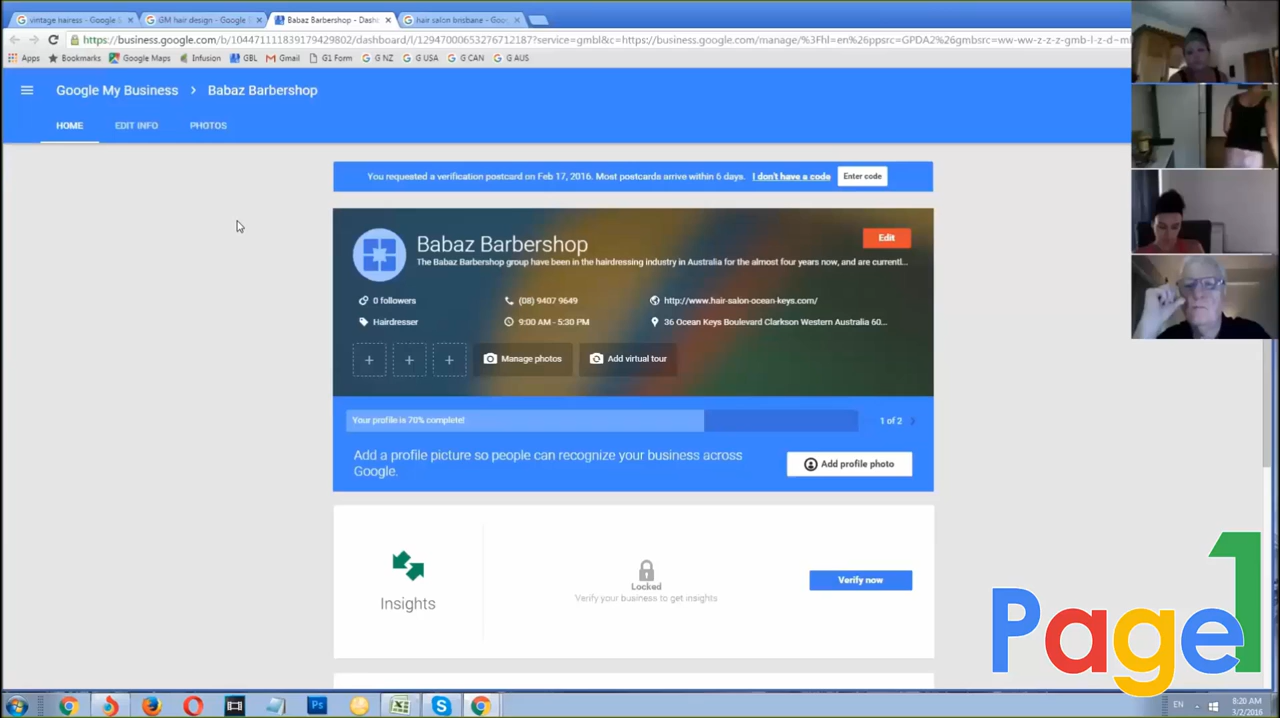 vintage hairess - Google S
GM hair design - Google S
Babaz Barbershop - Dash
hair salon brisbane - Goog
https://business.google.com/b/104471111839179429802/dashboard/l/12947000653276712187?service=gmbl&c=https://business.google.com/manage/%3Fhl=en%26ppsrc=GPDA2%26gmbsrc=ww-ww-z-z-z-gmb-l-z-d~m
Apps Bookmarks Google Maps Infusion GBL Gmail G1 Form G NZ G USA G CAN G AUS
Google My Business > Babaz Barbershop
HOME EDIT INFO PHOTOS
You requested a verification postcard on Feb 17, 2016. Most postcards arrive within 6 days. I don't have a code Enter code
Babaz Barbershop
Edit
The Babaz Barbershop group have been in the hairdressing industry in Australia for the almost four years now, and are currentl...
0 followers (08) 9407 9649 http://www.hair-salon-ocean-keys.com/
Hairdresser 9:00 AM - 5:30 PM 36 Ocean Keys Boulevard Clarkson Western Australia 60...
+ + + Manage photos Add virtual tour
Your profile is 70% complete! 1 of 2 >
Add a profile picture so people can recognize your business across
Google.
Add profile photo
Insights
Locked
Verify your business to get insights
Verify now
Page 1
EN
8:20 AM
3/2/2016